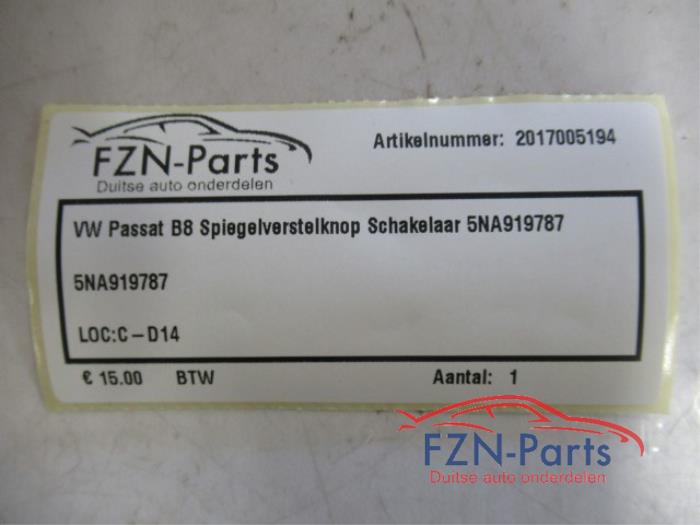 FZN-Parts
Duitse auto onderdelen
Artikelnummer: 2017005194
VW Passat B8 Spiegelverstelknop Schakelaar 5NA919787
5NA919787
LOC:C-D14
€ 15.00 BTW Aantal: 1
FZN-Parts
Duitse auto onderdelen